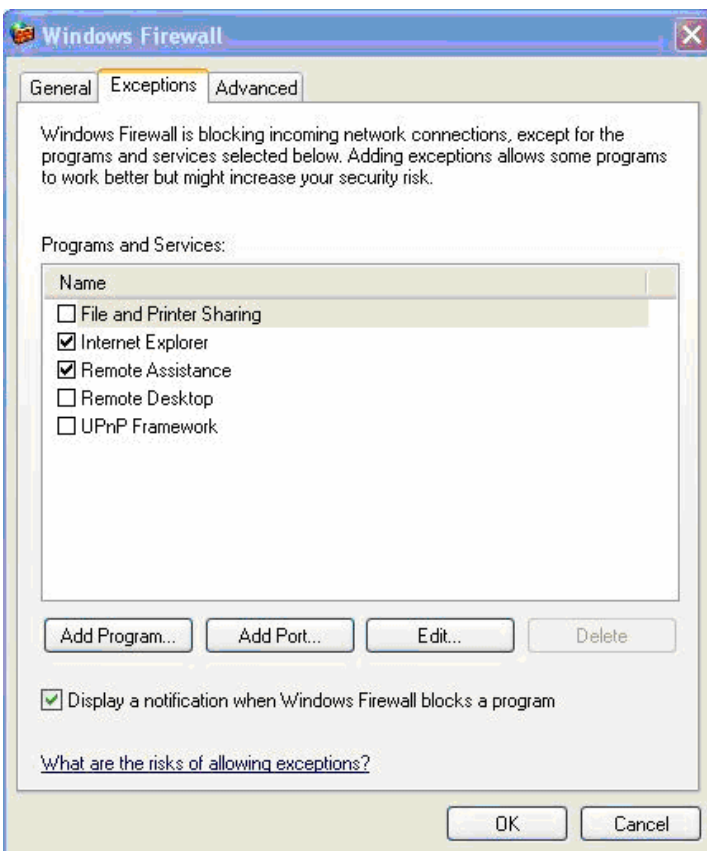 Windows Firewall
General Exceptions Advanced
Windows Firewall is blocking incoming network connections, except for the
programs and services selected below. Adding exceptions allows some programs
to work better but might increase your security risk.
Programs and Services:
Name
File and Printer Sharing
Internet Explorer
Remote Assistance
Remote Desktop
UPnP Framework
Add Program... Add Port... Edit... Delete
Display a notification when Windows Firewall blocks a program
What are the risks of allowing exceptions?
OK Cancel